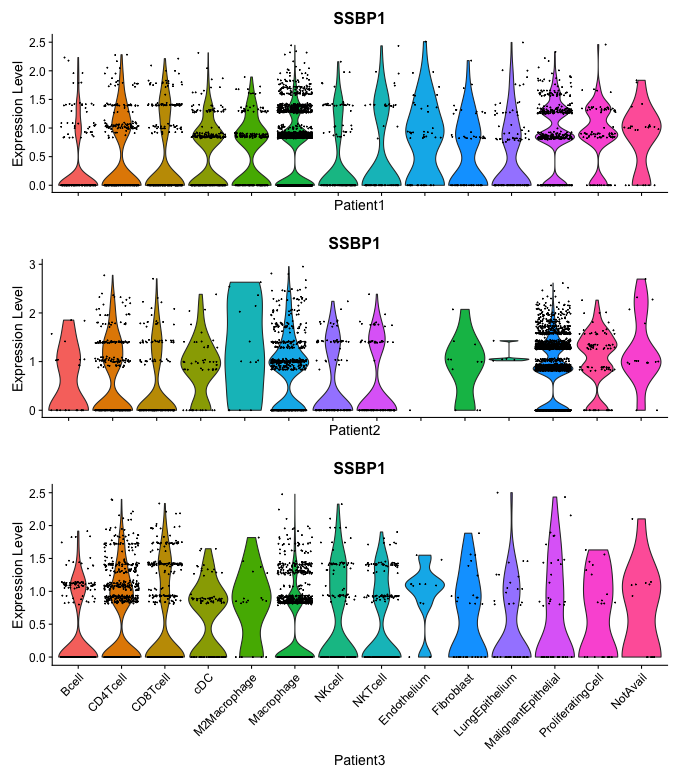 SSBP1
Expression Level
2.5
2.0
1.5
1.0
0.5
0.0
Patient1
SSBP1
Expression Level
3
2
1
0
Patient2
SSBP1
Expression Level
2.5
2.0
1.5
1.0
0.5
0.0
Bcell
CD4Tcell
CD8Tcell
cDC
M2Macrophage
Macrophage
NKcell
NKTcell
Endothelium
Fibroblast
LungEpithelium
MalignantEpithelial
ProliferatingCell
NotAvail
Patient3